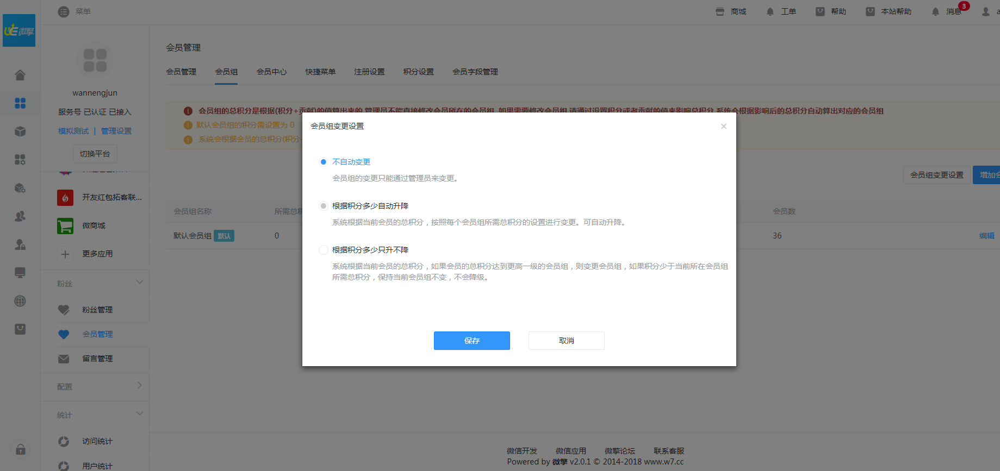 菜单
商城
工单
帮助
本站帮助
消息
3
微擎
wannengjun
服务号 已认证 已接入
模拟测试 | 管理设置
切换平台
开友红包拓客联...
微商城
更多应用
粉丝
粉丝管理
会员管理
留言管理
配置
统计
访问统计
用户统计
会员管理
会员管理
会员组
会员中心
快捷菜单
注册设置
积分设置
会员字段管理
会员组的总积分是根据(积分+贡献)的值算出来的,管理员不能直接修改会员所在的会员组,如果需要修改会员组,请通过设置积分或者贡献的值来影响总积分,系统会根据影响后的总积分自动算出对应的会员组
默认会员组的积分需设置为 0
系统会根据会员的总积分(积分
会员组变更设置
增加
会员组名称
所需总
会员数
默认会员组 默认
0
36
编辑
会员组变更设置
×
不自动变更
会员组的变更只能通过管理员来变更。
根据积分多少自动升降
系统根据当前会员的总积分，按照每个会员组所需总积分的设置进行变更。可自动升降。
根据积分多少只升不降
系统根据当前会员的总积分，如果会员的总积分达到更高一级的会员组，则变更会员组，如果积分少于当前所在会员组
所需总积分，保持当前会员组不变，不会降级。
保存
取消
微信开发
微信应用
微擎论坛
联系客服
Powered by 微擎 v2.0.1 © 2014-2018 www.w7.cc